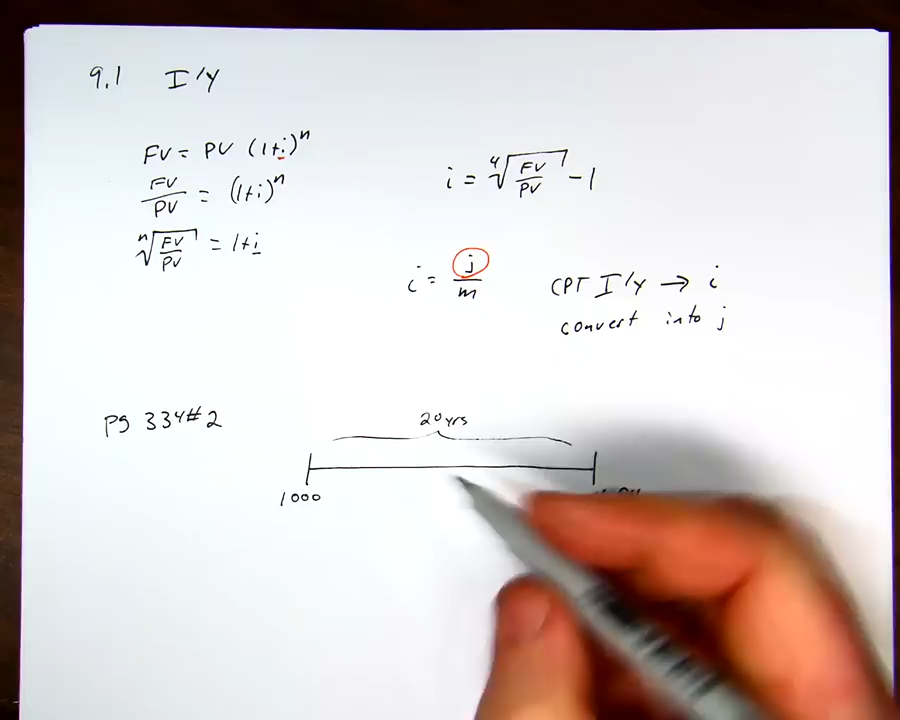 9.1 I/Y
FV = PV (1+i)^n
FV/PV = (1+i)^n
n√(FV/PV) = 1+i
i = n√(FV/PV) - 1
i = j/m
CPT I/Y → i
convert into j
pg 334#2
20yrs
1000